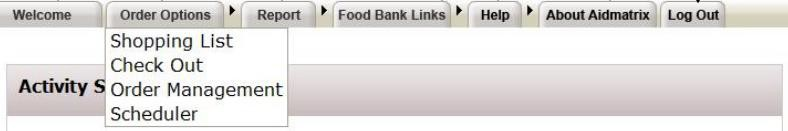 Welcome Order Options Report Food Bank Links Help About Aidmatrix Log Out
Shopping List
Check Out
Activity S
Order Management
Scheduler